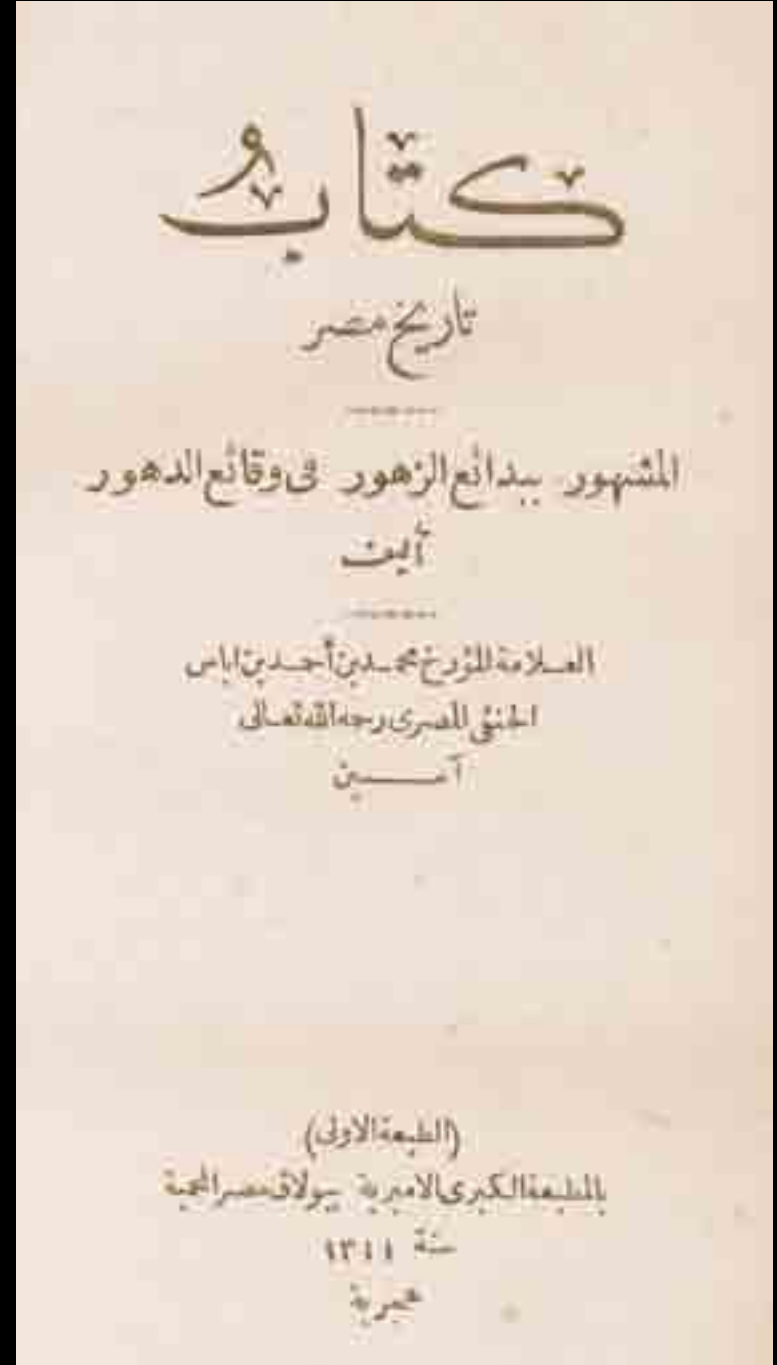 كتابُ
تاريخ مصر
المشهور ببدائع الزهور فى وقائع الدهور
تأليف
العلامة المؤرخ محمد بن أحمد بن اياس
الحنفى المصرى رحمه الله تعالى
آمين
(الطبعة الاولى)
بالمطبعة الكبرى الاميرية ببولاق مصر المحمية
سنة ١٣١١
هجرية